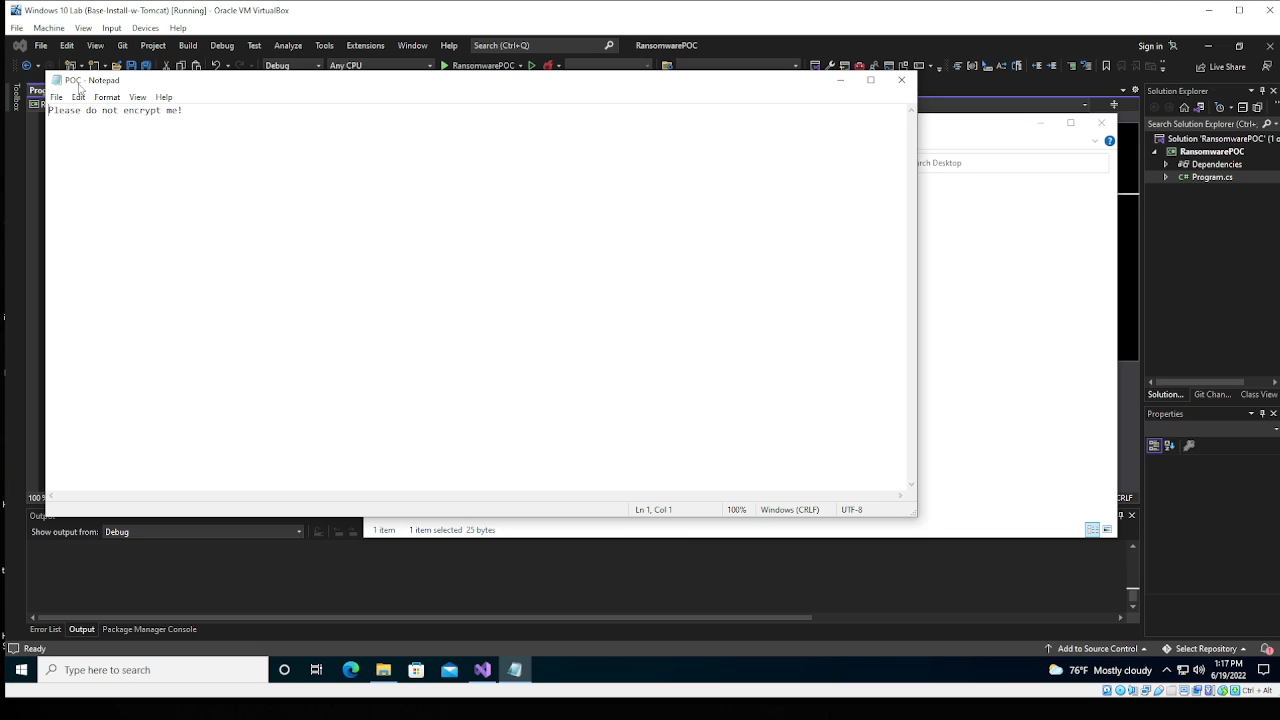 Windows 10 Lab (Base-Install-w-Tomcat) [Running] - Oracle VM VirtualBox
File Machine View Input Devices Help
File Edit View Git Project Build Debug Test Analyze Tools Extensions Window Help Search (Ctrl+Q) RansomwarePOC Sign in
Debug Any CPU RansomwarePOC Live Share
POC - Notepad
File Edit Format View Help
Please do not encrypt me!
Ln 1, Col 1 100% Windows (CRLF) UTF-8
Desktop
Solution Explorer
Search Solution Explorer (Ctrl+;
Solution 'RansomwarePOC' (1 o
RansomwarePOC
Dependencies
Program.cs
Solution... Git Chan... Class View
Properties
100 %
CRLF
1 item 1 item selected 25 bytes
Show output from: Debug
Error List Output Package Manager Console
Ready Add to Source Control Select Repository
Type here to search
76°F Mostly cloudy
1:17 PM
6/19/2022
Ctrl + Alt